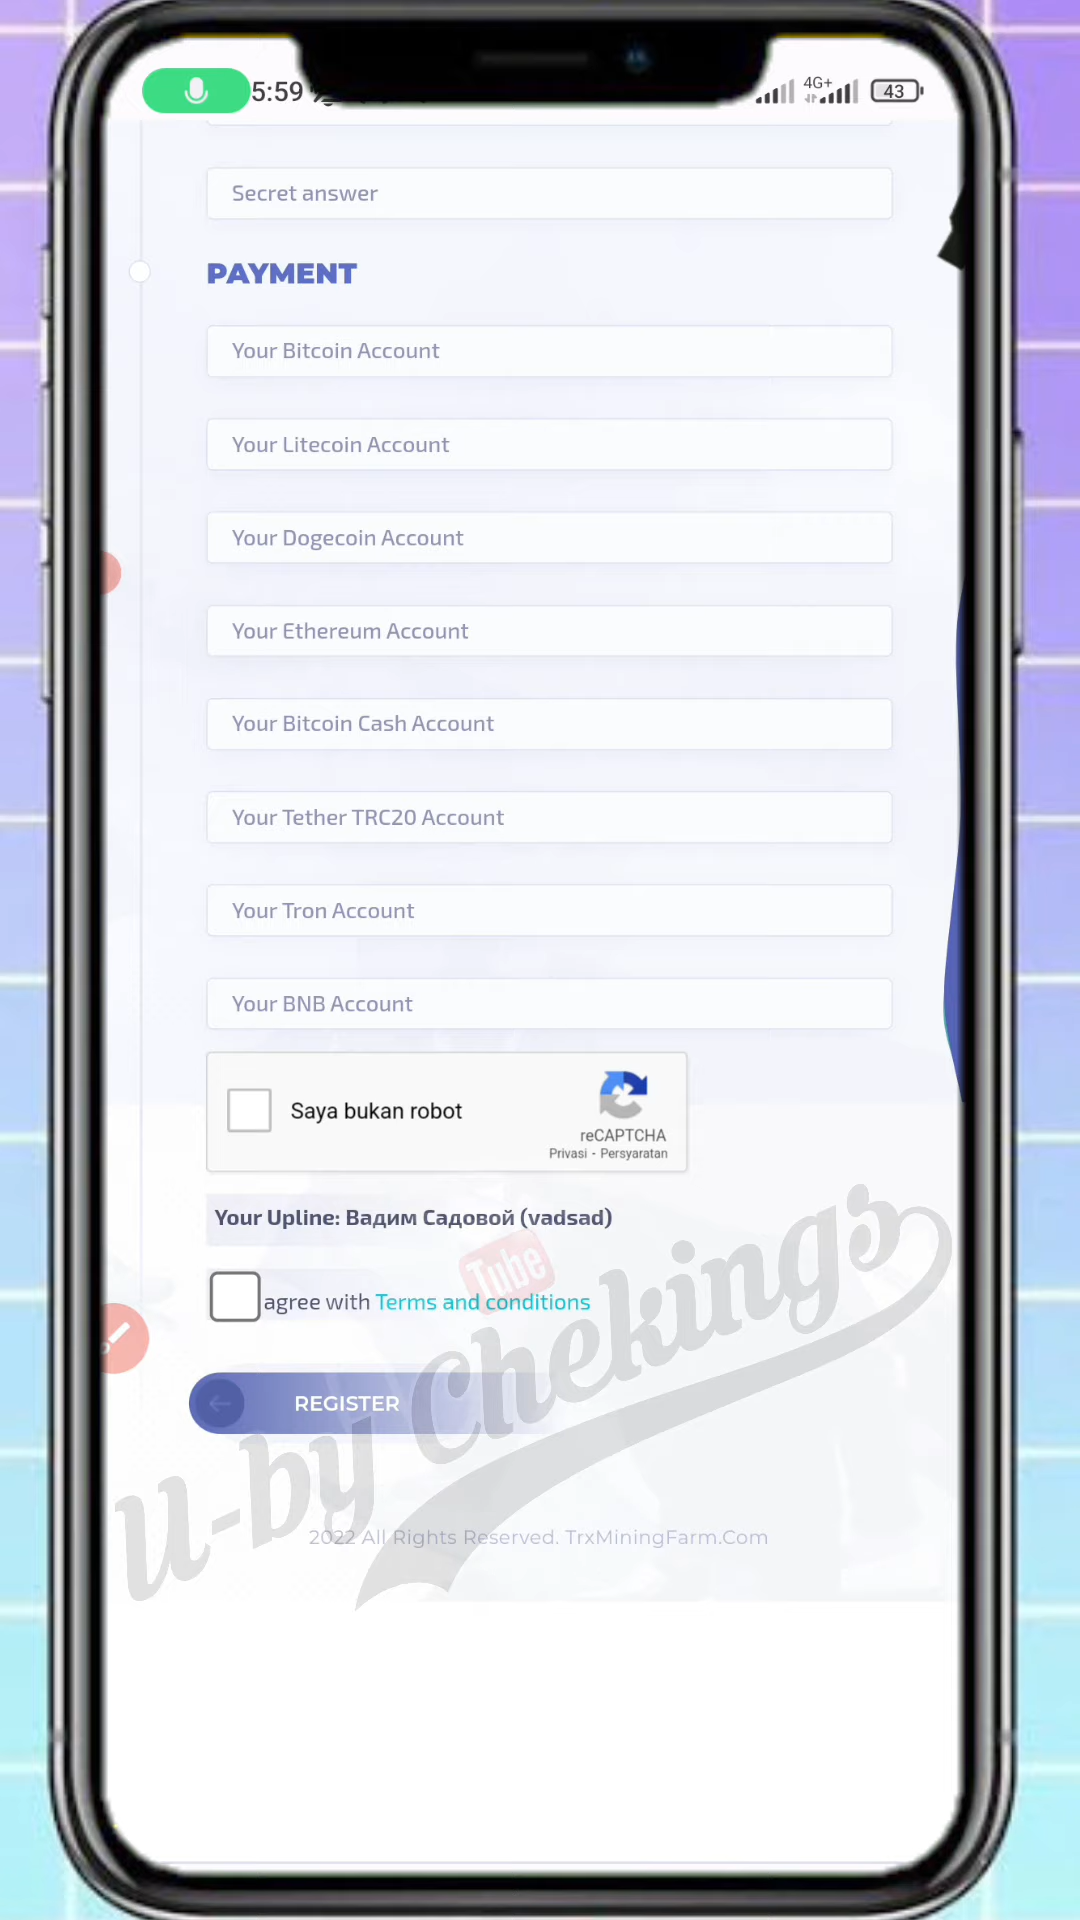 5:59
4G+
43
Secret answer
PAYMENT
Your Bitcoin Account
Your Litecoin Account
Your Dogecoin Account
Your Ethereum Account
Your Bitcoin Cash Account
Your Tether TRC20 Account
Your Tron Account
Your BNB Account
Saya bukan robot
reCAPTCHA
Privasi - Persyaratan
Your Upline: Вадим Садовой (vadsad)
Tube
agree with Terms and conditions
REGISTER
u-by Chekings
2022 All Rights Reserved. TrxMiningFarm.Com